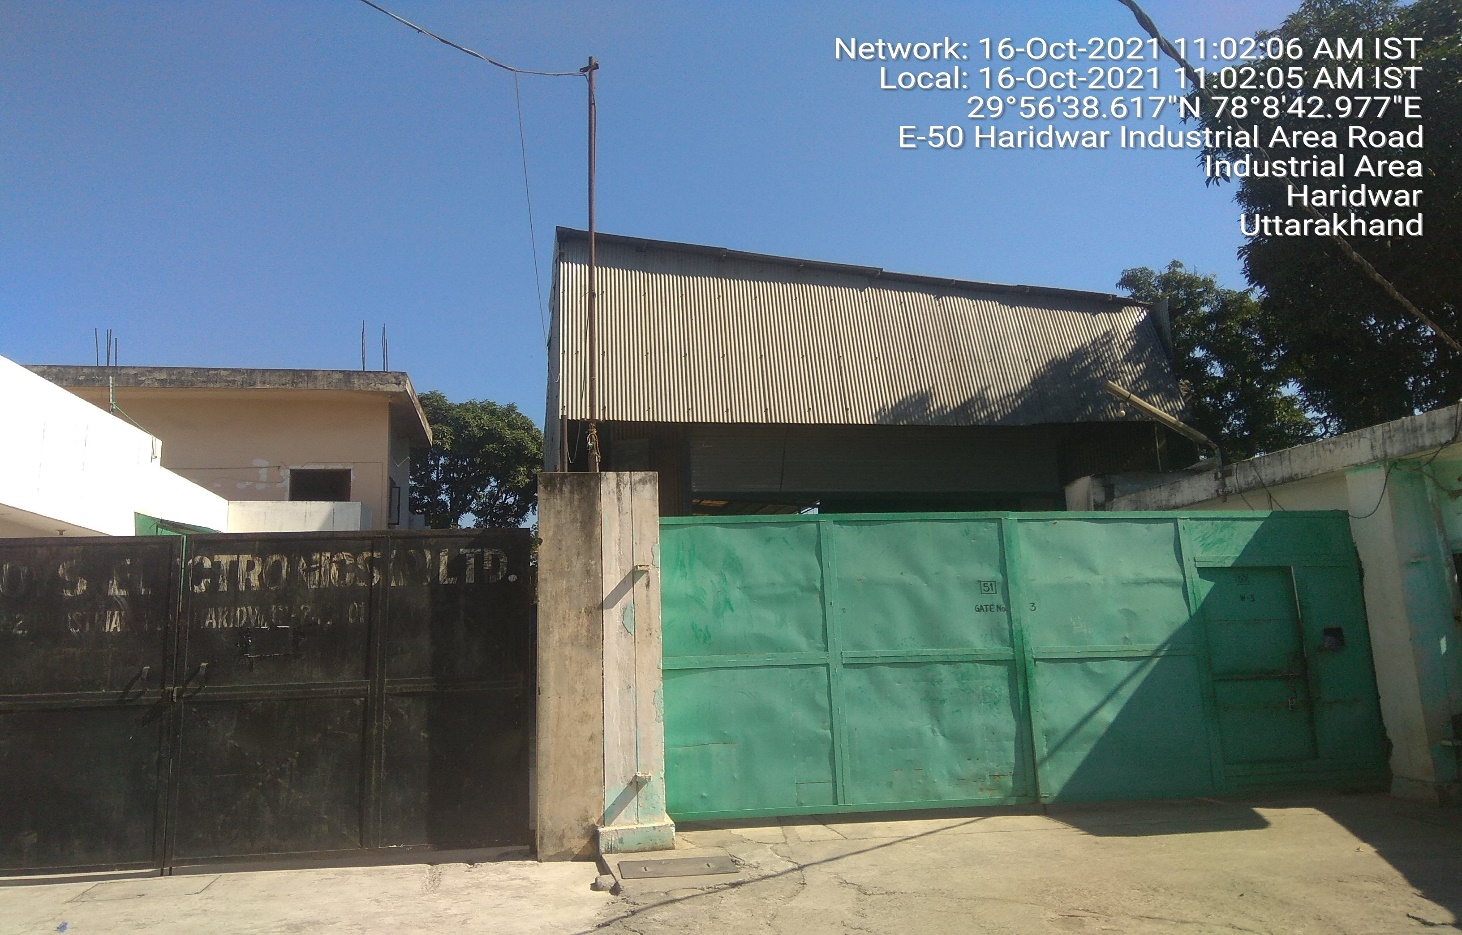 Network: 16-Oct-2021 11:02:06 AM IST
Local: 16-Oct-2021 11:02:05 AM IST
29°56'38.617"N 78°8'42.977"E
E-50 Haridwar Industrial Area Road
Industrial Area
Haridwar
Uttarakhand
CTRONICS LTD.
51
GATE No. 3